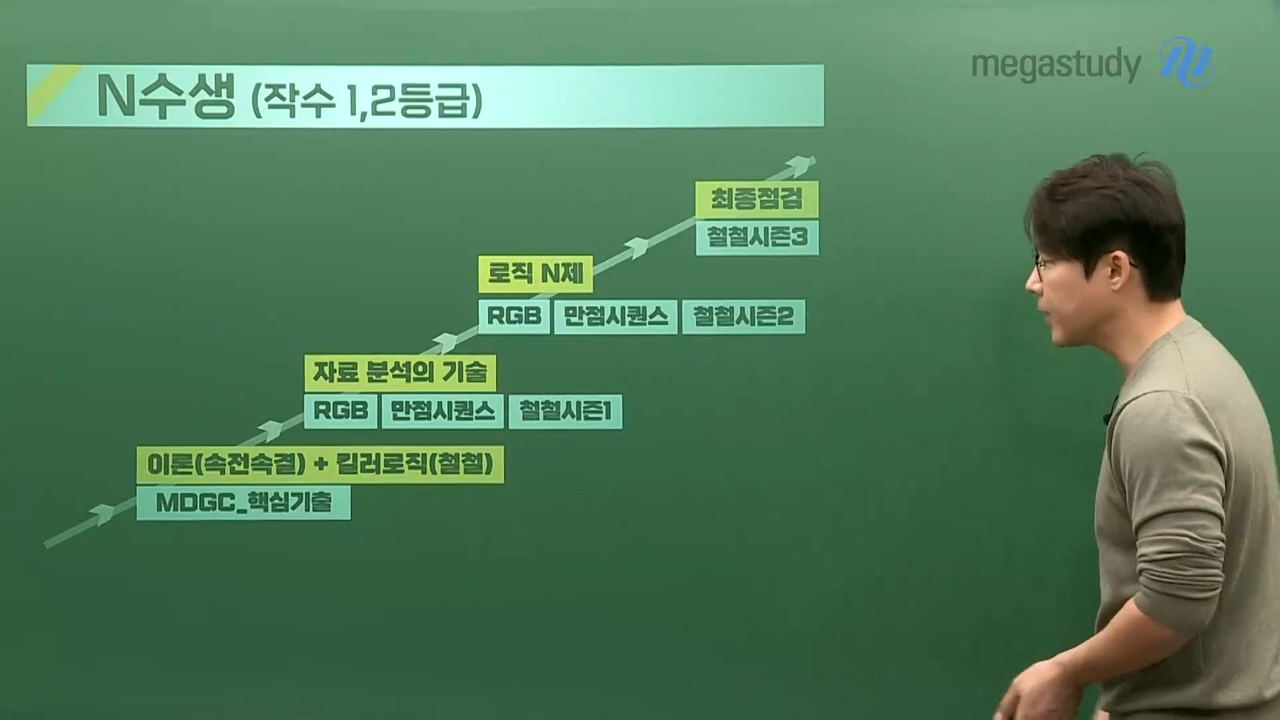 megastudy
N수생 (작수 1,2등급)
최종점검
철철시즌3
로직 N제
RGB 만점시퀀스 철철시즌2
자료 분석의 기술
RGB 만점시퀀스 철철시즌1
이론(속전속결) + 킬러로직(철철)
MDGC_핵심기출